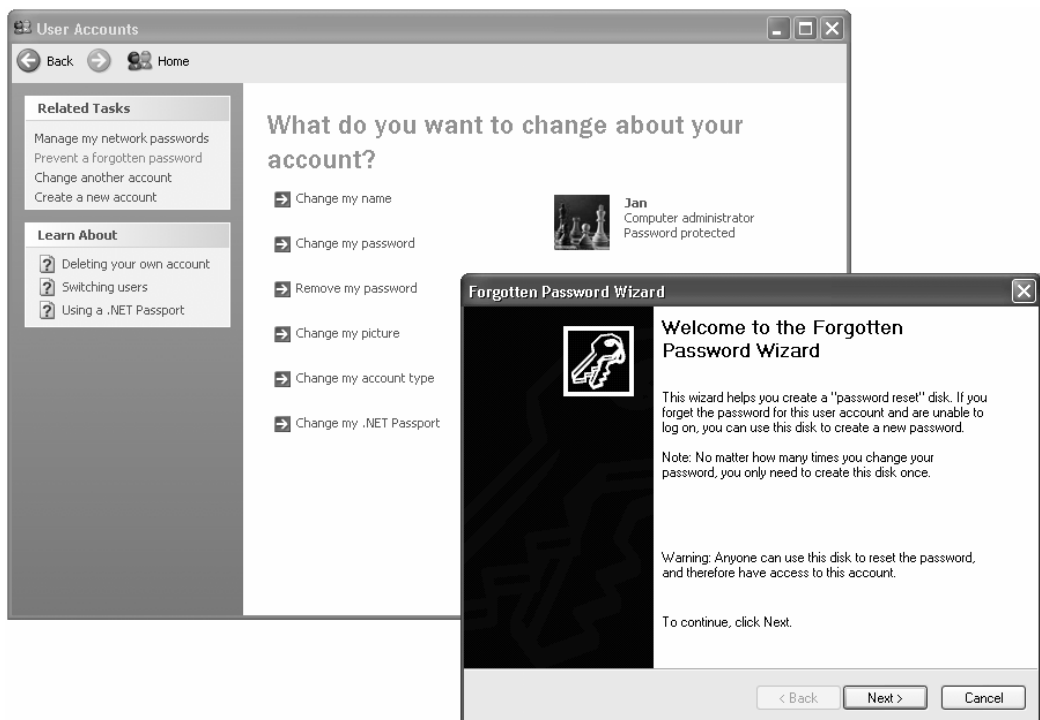 User Accounts
Back
Home
Related Tasks
Manage my network passwords
Prevent a forgotten password
Change another account
Create a new account
Learn About
Deleting your own account
Switching users
Using a .NET Passport
What do you want to change about your
account?
Change my name
Change my password
Remove my password
Change my picture
Change my account type
Change my .NET Passport
Jan
Computer administrator
Password protected
Forgotten Password Wizard
Welcome to the Forgotten
Password Wizard
This wizard helps you create a "password reset" disk. If you
forget the password for this user account and are unable to
log on, you can use this disk to create a new password.
Note: No matter how many times you change your
password, you only need to create this disk once.
Warning: Anyone can use this disk to reset the password,
and therefore have access to this account.
To continue, click Next.
< Back
Next >
Cancel